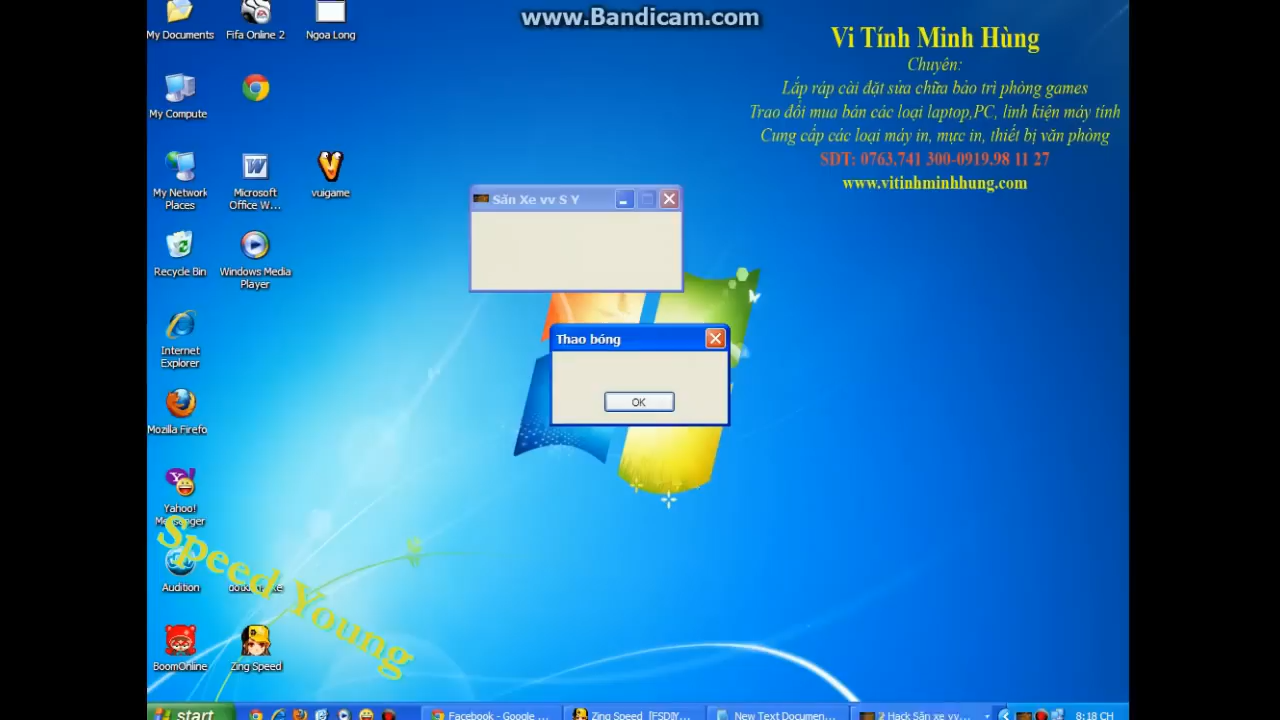 www.Bandicam.com
My Documents
Fifa Online 2
Ngoa Long
Vi Tính Minh Hùng
Chuyên:
Lắp ráp cài đặt sửa chữa bảo trì phòng games
Trao đổi mua bán các loại laptop,PC, linh kiện máy tính
Cung cấp các loại máy in, mực in, thiết bị văn phòng
SDT: 0763.741 300-0919.98 11 27
www.vitinhminhhung.com
My Compute
My Network
Places
Microsoft
Office W...
vuigame
Săn Xe vv S Y
Recycle Bin
Windows Media
Player
Internet
Explorer
Thao bóng
OK
Mozilla Firefo
Yahoo!
Messenger
Speed Young
Audition
BoomOnline
Zing Speed
start
Facebook - Google ...
Zing Speed [FSDIY...
New Text Documen...
2 Hack Săn xe vv...
8:18 CH